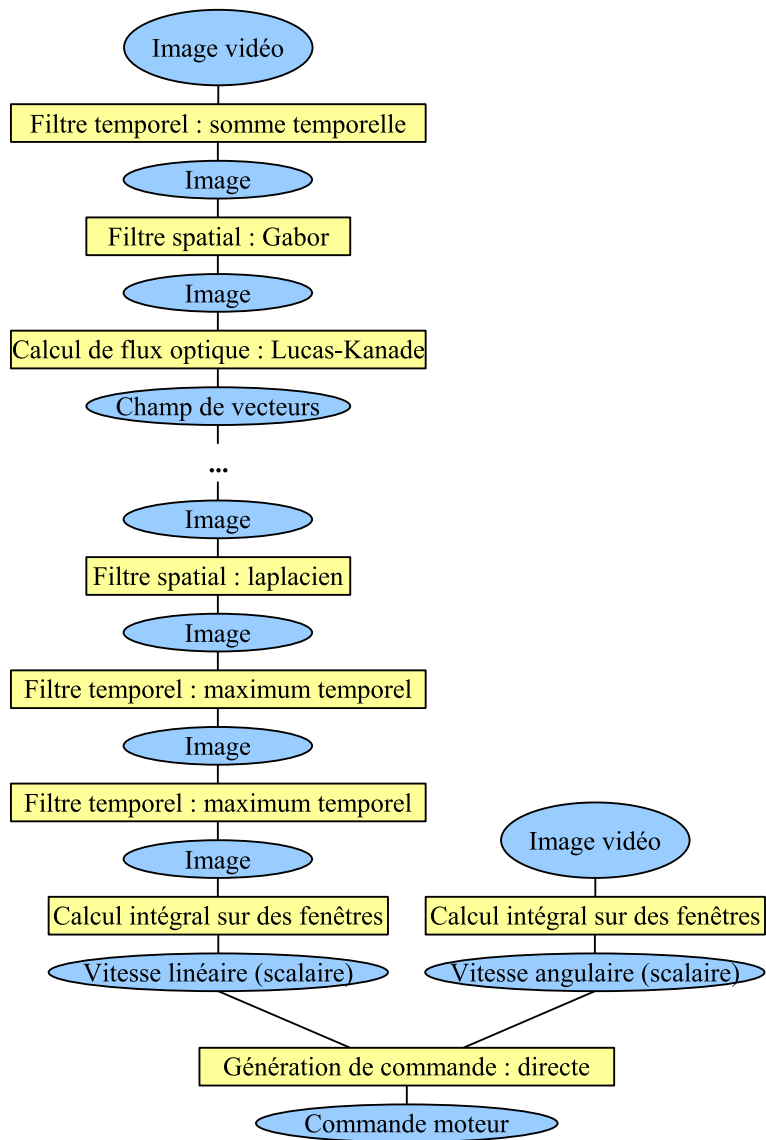 Image vidéo
Filtre temporel : somme temporelle
Image
Filtre spatial : Gabor
Image
Calcul de flux optique : Lucas-Kanade
Champ de vecteurs
...
Image
Filtre spatial : laplacien
Image
Filtre temporel : maximum temporel
Image
Filtre temporel : maximum temporel
Image
Calcul intégral sur des fenêtres
Vitesse linéaire (scalaire)
Image vidéo
Calcul intégral sur des fenêtres
Vitesse angulaire (scalaire)
Génération de commande : directe
Commande moteur